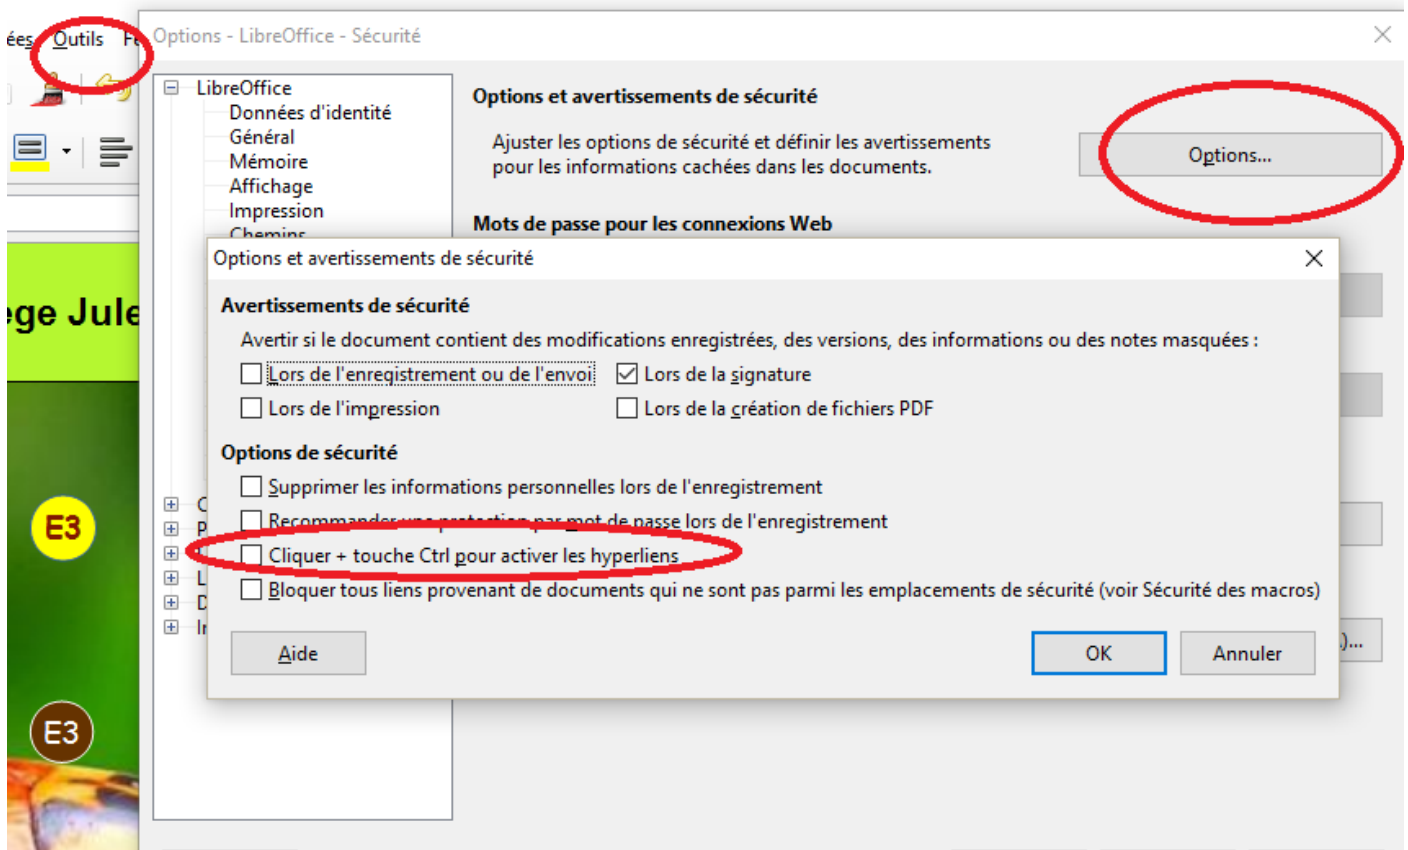 Outils
Options - LibreOffice - Sécurité
LibreOffice
Données d'identité
Général
Mémoire
Affichage
Impression
Chemins
Options et avertissements de sécurité
Ajuster les options de sécurité et définir les avertissements
pour les informations cachées dans les documents.
Options...
Mots de passe pour les connexions Web
Options et avertissements de sécurité
Avertissements de sécurité
Avertir si le document contient des modifications enregistrées, des versions, des informations ou des notes masquées :
Lors de l'enregistrement ou de l'envoi
Lors de la signature
Lors de l'impression
Lors de la création de fichiers PDF
Options de sécurité
Supprimer les informations personnelles lors de l'enregistrement
Recommander une protection par mot de passe lors de l'enregistrement
Cliquer + touche Ctrl pour activer les hyperliens
Bloquer tous liens provenant de documents qui ne sont pas parmi les emplacements de sécurité (voir Sécurité des macros)
Aide
OK
Annuler
ège Jule
E3
E3